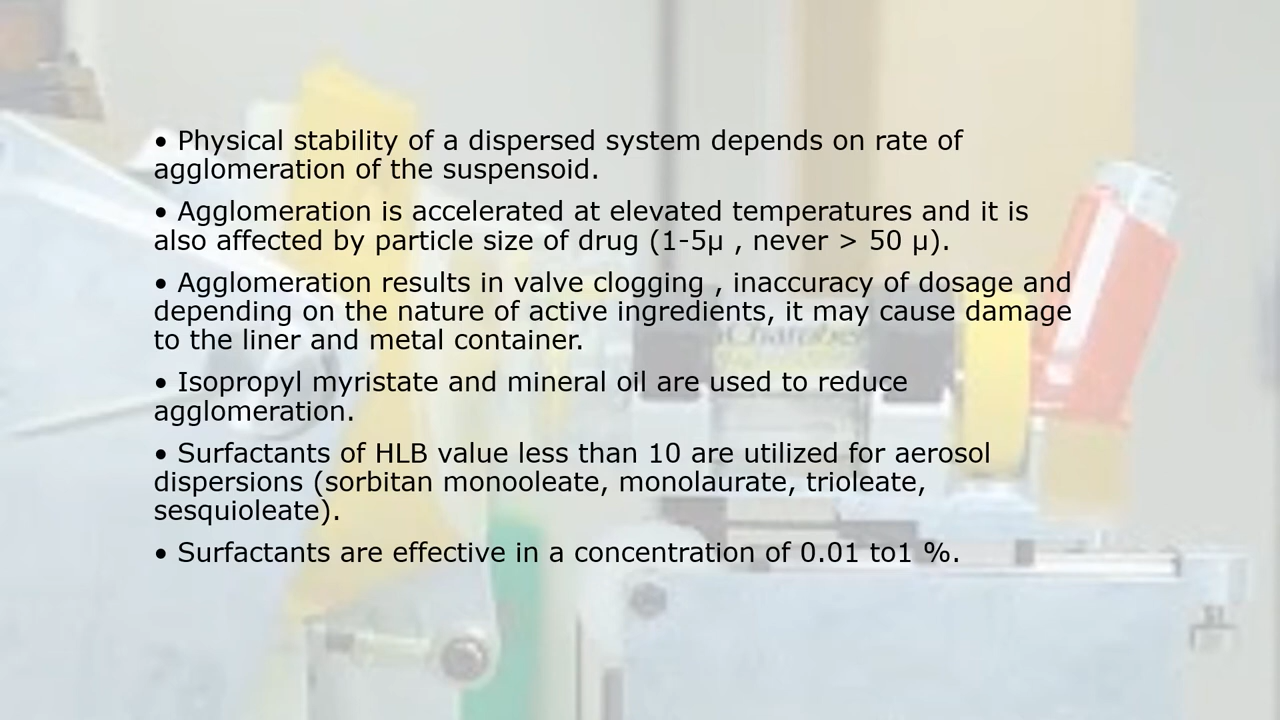 • Physical stability of a dispersed system depends on rate of
agglomeration of the suspensoid.
• Agglomeration is accelerated at elevated temperatures and it is
also affected by particle size of drug (1-5µ , never > 50 µ).
• Agglomeration results in valve clogging , inaccuracy of dosage and
depending on the nature of active ingredients, it may cause damage
to the liner and metal container.
• Isopropyl myristate and mineral oil are used to reduce
agglomeration.
• Surfactants of HLB value less than 10 are utilized for aerosol
dispersions (sorbitan monooleate, monolaurate, trioleate,
sesquioleate).
• Surfactants are effective in a concentration of 0.01 to1 %.